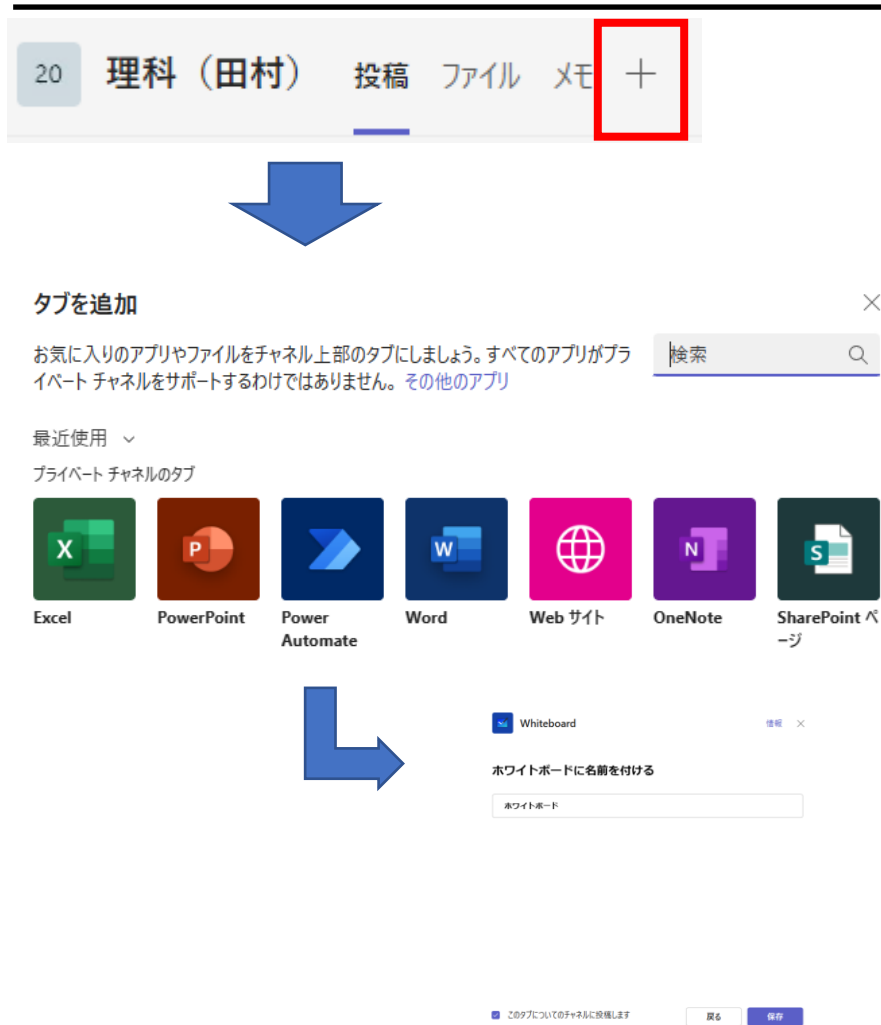 20 理科（田村） 投稿 ファイル メモ ＋
タブを追加
お気に入りのアプリやファイルをチャネル上部のタブにしましょう。すべてのアプリがプラ
イベート チャネルをサポートするわけではありません。 その他のアプリ
検索
最近使用
プライベート チャネルのタブ
Excel PowerPoint Power Automate Word Web サイト OneNote SharePoint ページ
Whiteboard 情報
ホワイトボードに名前を付ける
ホワイトボード
このタブについてのチャネルに投稿します 戻る 保存